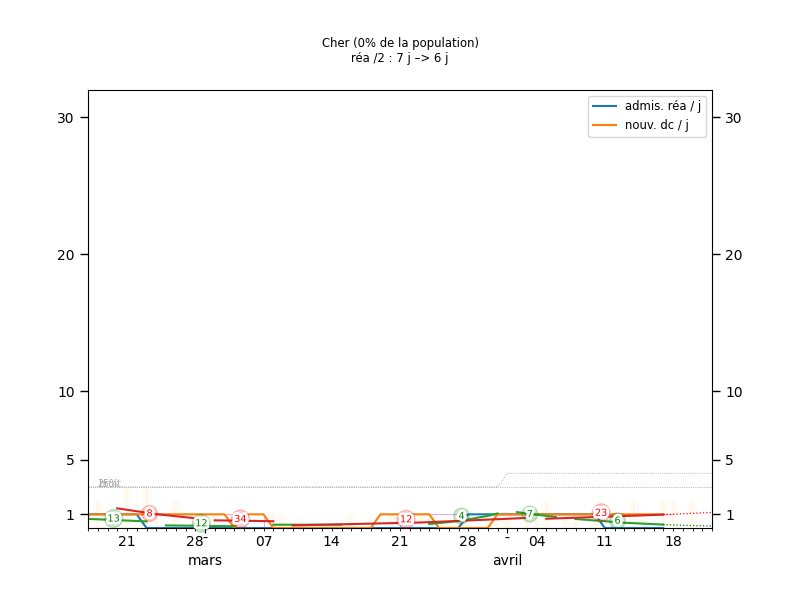 Cher (0% de la population)
réa /2 : 7 j –> 6 j
admis. réa / j
nouv. dc / j
30 30
20 20
10 10
5 5
1 1
13 8 12 34 12 4 7 23 6
21 28 07 14 21 28 - 04 11 18
mars avril